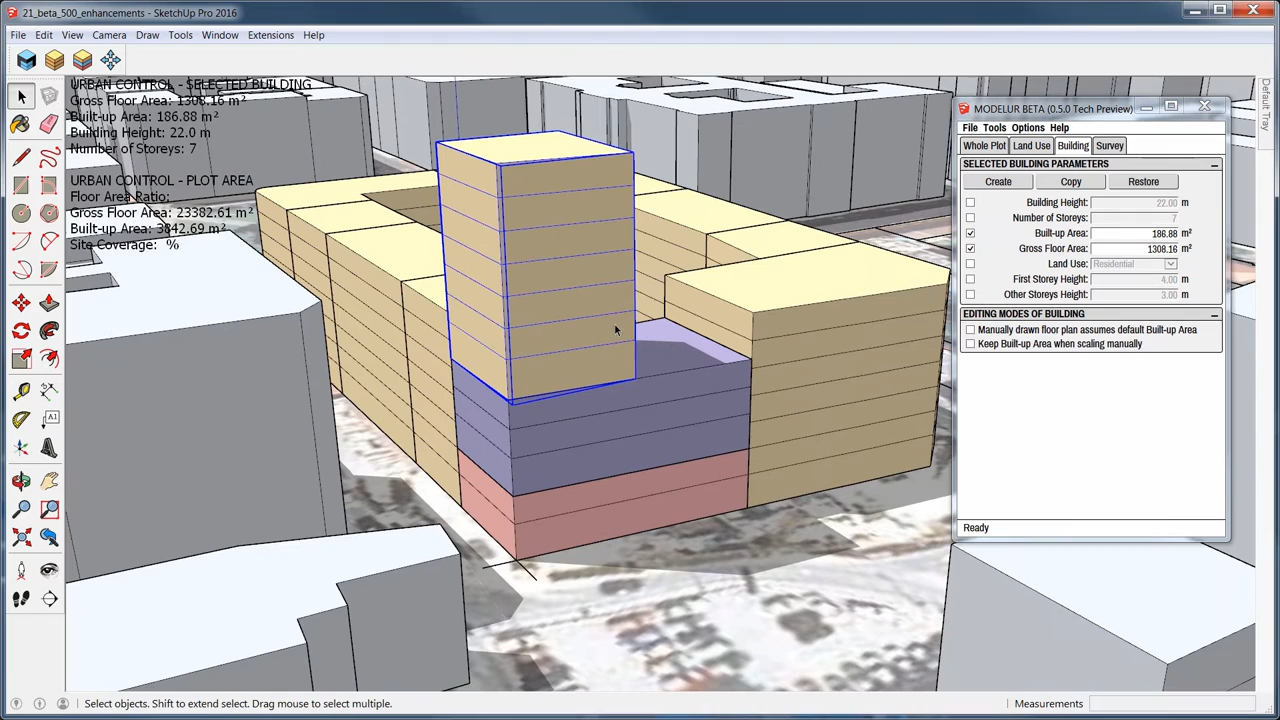 21_beta_500_enhancements - SketchUp Pro 2016
File Edit View Camera Draw Tools Window Extensions Help
URBAN CONTROL - SELECTED BUILDING
Gross Floor Area: 1308.16 m²
Built-up Area: 186.88 m²
Building Height: 22.0 m
Number of Storeys: 7
URBAN CONTROL - PLOT AREA
Floor Area Ratio:
Gross Floor Area: 23382.61 m²
Built-up Area: 3842.69 m²
Site Coverage: %
Default Tray
A1
MODELUR BETA (0.5.0 Tech Preview)
File Tools Options Help
Whole Plot Land Use Building Survey
SELECTED BUILDING PARAMETERS
Create Copy Restore
Building Height: 22.00 m
Number of Storeys: 7
Built-up Area: 186.88 m²
Gross Floor Area: 1308.16 m²
Land Use: Residential
First Storey Height: 4.00 m
Other Storeys Height: 3.00 m
EDITING MODES OF BUILDING
Manually drawn floor plan assumes default Built-up Area
Keep Built-up Area when scaling manually
Ready
Select objects. Shift to extend select. Drag mouse to select multiple.
Measurements